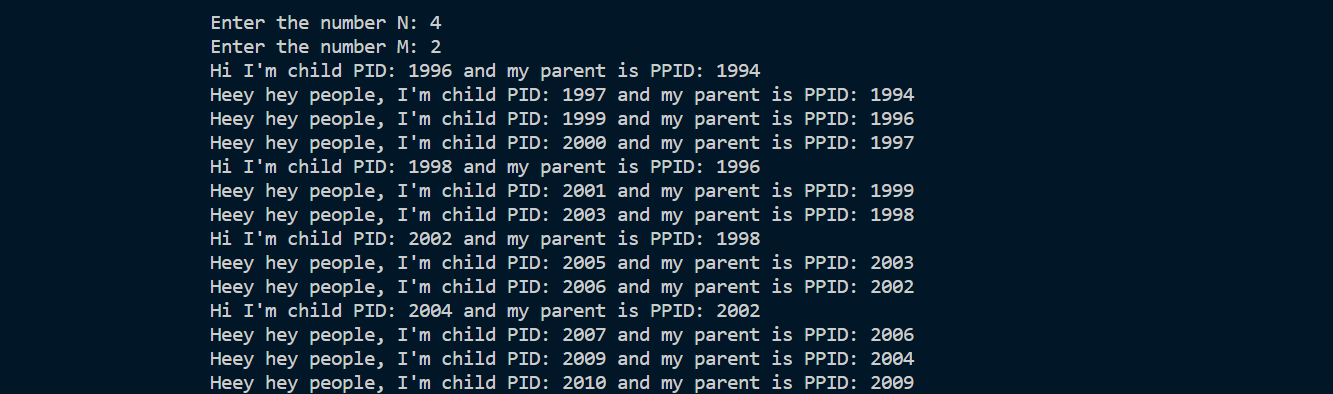 Enter the number N: 4
Enter the number M: 2
Hi I'm child PID: 1996 and my parent is PPID: 1994
Heey hey people, I'm child PID: 1997 and my parent is PPID: 1994
Heey hey people, I'm child PID: 1999 and my parent is PPID: 1996
Heey hey people, I'm child PID: 2000 and my parent is PPID: 1997
Hi I'm child PID: 1998 and my parent is PPID: 1996
Heey hey people, I'm child PID: 2001 and my parent is PPID: 1999
Heey hey people, I'm child PID: 2003 and my parent is PPID: 1998
Hi I'm child PID: 2002 and my parent is PPID: 1998
Heey hey people, I'm child PID: 2005 and my parent is PPID: 2003
Heey hey people, I'm child PID: 2006 and my parent is PPID: 2002
Hi I'm child PID: 2004 and my parent is PPID: 2002
Heey hey people, I'm child PID: 2007 and my parent is PPID: 2006
Heey hey people, I'm child PID: 2009 and my parent is PPID: 2004
Heey hey people, I'm child PID: 2010 and my parent is PPID: 2009